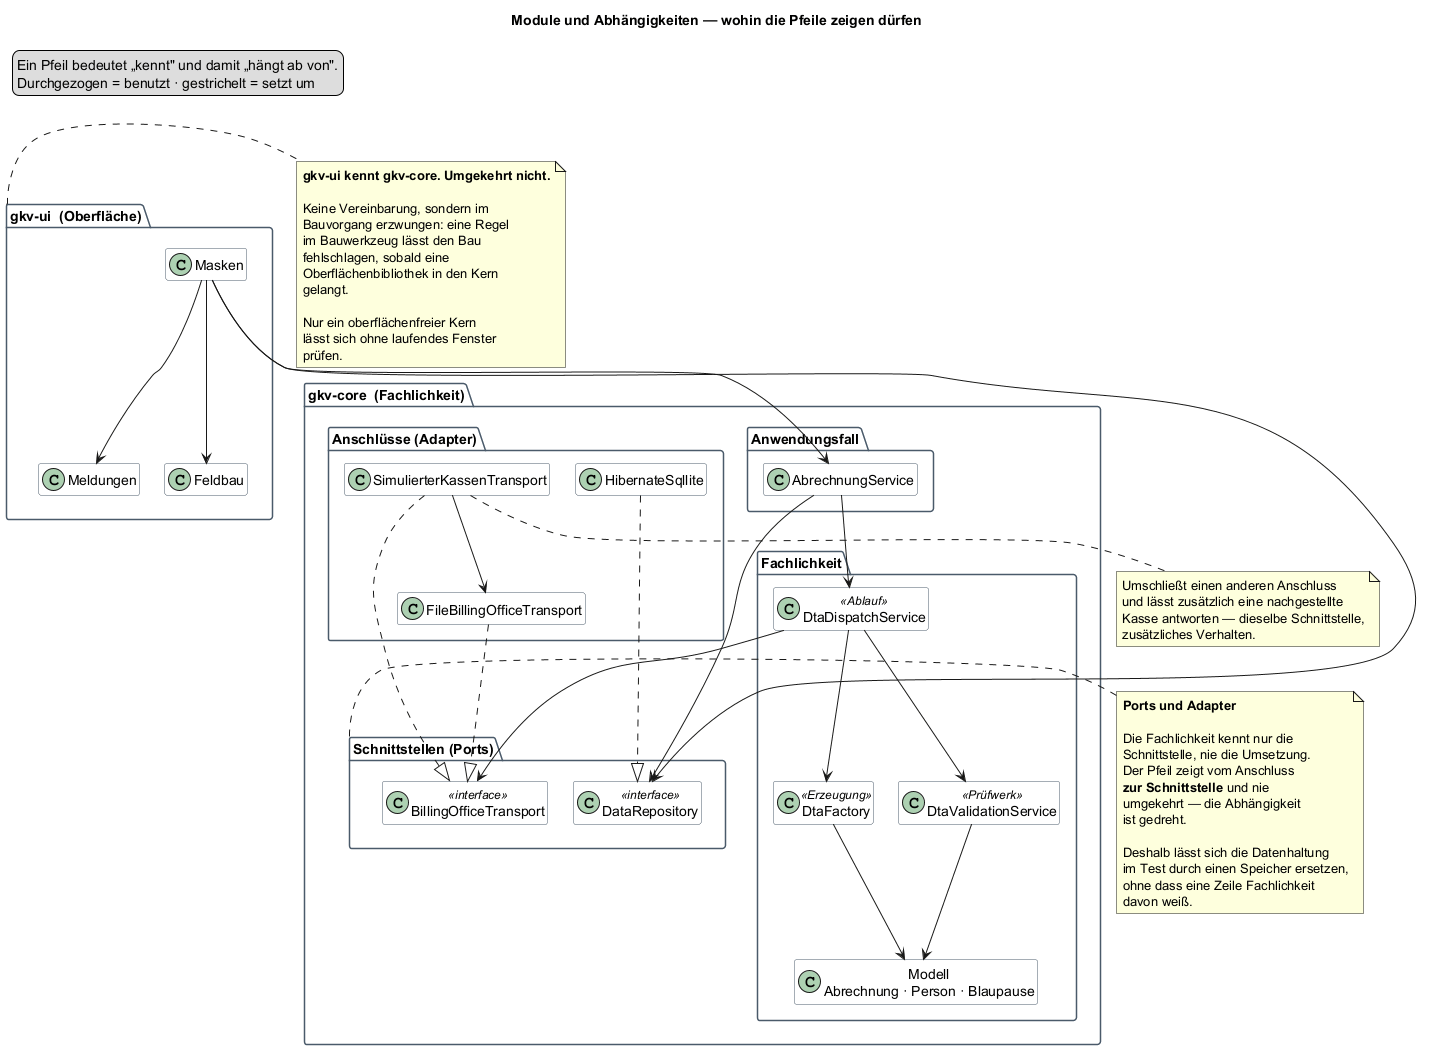 Module und Abhängigkeiten — wohin die Pfeile zeigen dürfen
Ein Pfeil bedeutet „kennt" und damit „hängt ab von".
Durchgezogen = benutzt · gestrichelt = setzt um
gkv-ui kennt gkv-core. Umgekehrt nicht.
Keine Vereinbarung, sondern im
Bauvorgang erzwungen: eine Regel
im Bauwerkzeug lässt den Bau
fehlschlagen, sobald eine
Oberflächenbibliothek in den Kern
gelangt.
Nur ein oberflächenfreier Kern
lässt sich ohne laufendes Fenster
prüfen.
gkv-ui  (Oberfläche)
C Masken
C Meldungen
C Feldbau
gkv-core  (Fachlichkeit)
Anschlüsse (Adapter)
C SimulierterKassenTransport
C HibernateSqllite
C FileBillingOfficeTransport
Anwendungsfall
C AbrechnungService
Fachlichkeit
«Ablauf»
C DtaDispatchService
Umschließt einen anderen Anschluss
und lässt zusätzlich eine nachgestellte
Kasse antworten — dieselbe Schnittstelle,
zusätzliches Verhalten.
Schnittstellen (Ports)
«interface»
C BillingOfficeTransport
«interface»
C DataRepository
«Erzeugung»
C DtaFactory
«Prüfwerk»
C DtaValidationService
Ports und Adapter
Die Fachlichkeit kennt nur die
Schnittstelle, nie die Umsetzung.
Der Pfeil zeigt vom Anschluss
zur Schnittstelle und nie
umgekehrt — die Abhängigkeit
ist gedreht.
Deshalb lässt sich die Datenhaltung
im Test durch einen Speicher ersetzen,
ohne dass eine Zeile Fachlichkeit
davon weiß.
C Modell
Abrechnung · Person · Blaupause